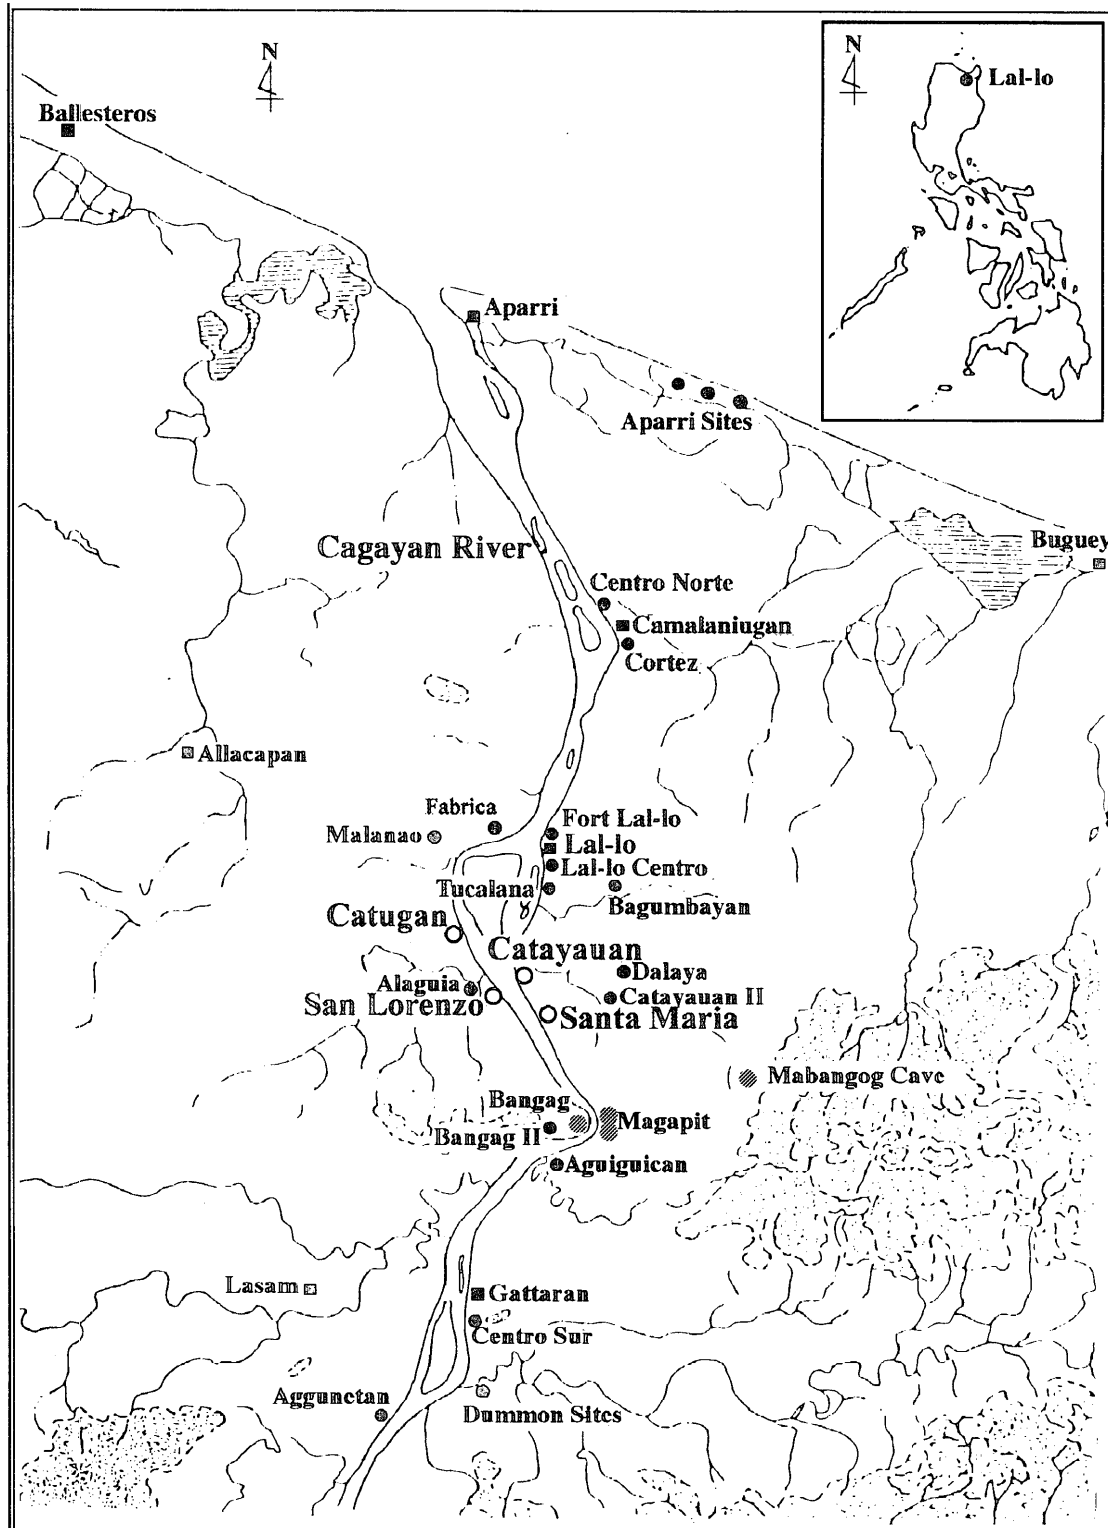 N
N
Lal-lo
Ballesteros
Aparri
Aparri Sites
Cagayan River
Buguey
Centro Norte
Camalaniugan
Cortez
Allacapan
Fabrica
Malanao
Fort Lal-lo
Lal-lo
Lal-lo Centro
Tucalana
Bagumbayan
Catugan
Catayauan
Dalaya
Alaguia
Catayauan II
San Lorenzo
Santa Maria
Mabangog Cave
Bangag
Magapit
Bangag II
Aguiguican
Lasam
Gattaran
Centro Sur
Aggunetan
Dummon Sites